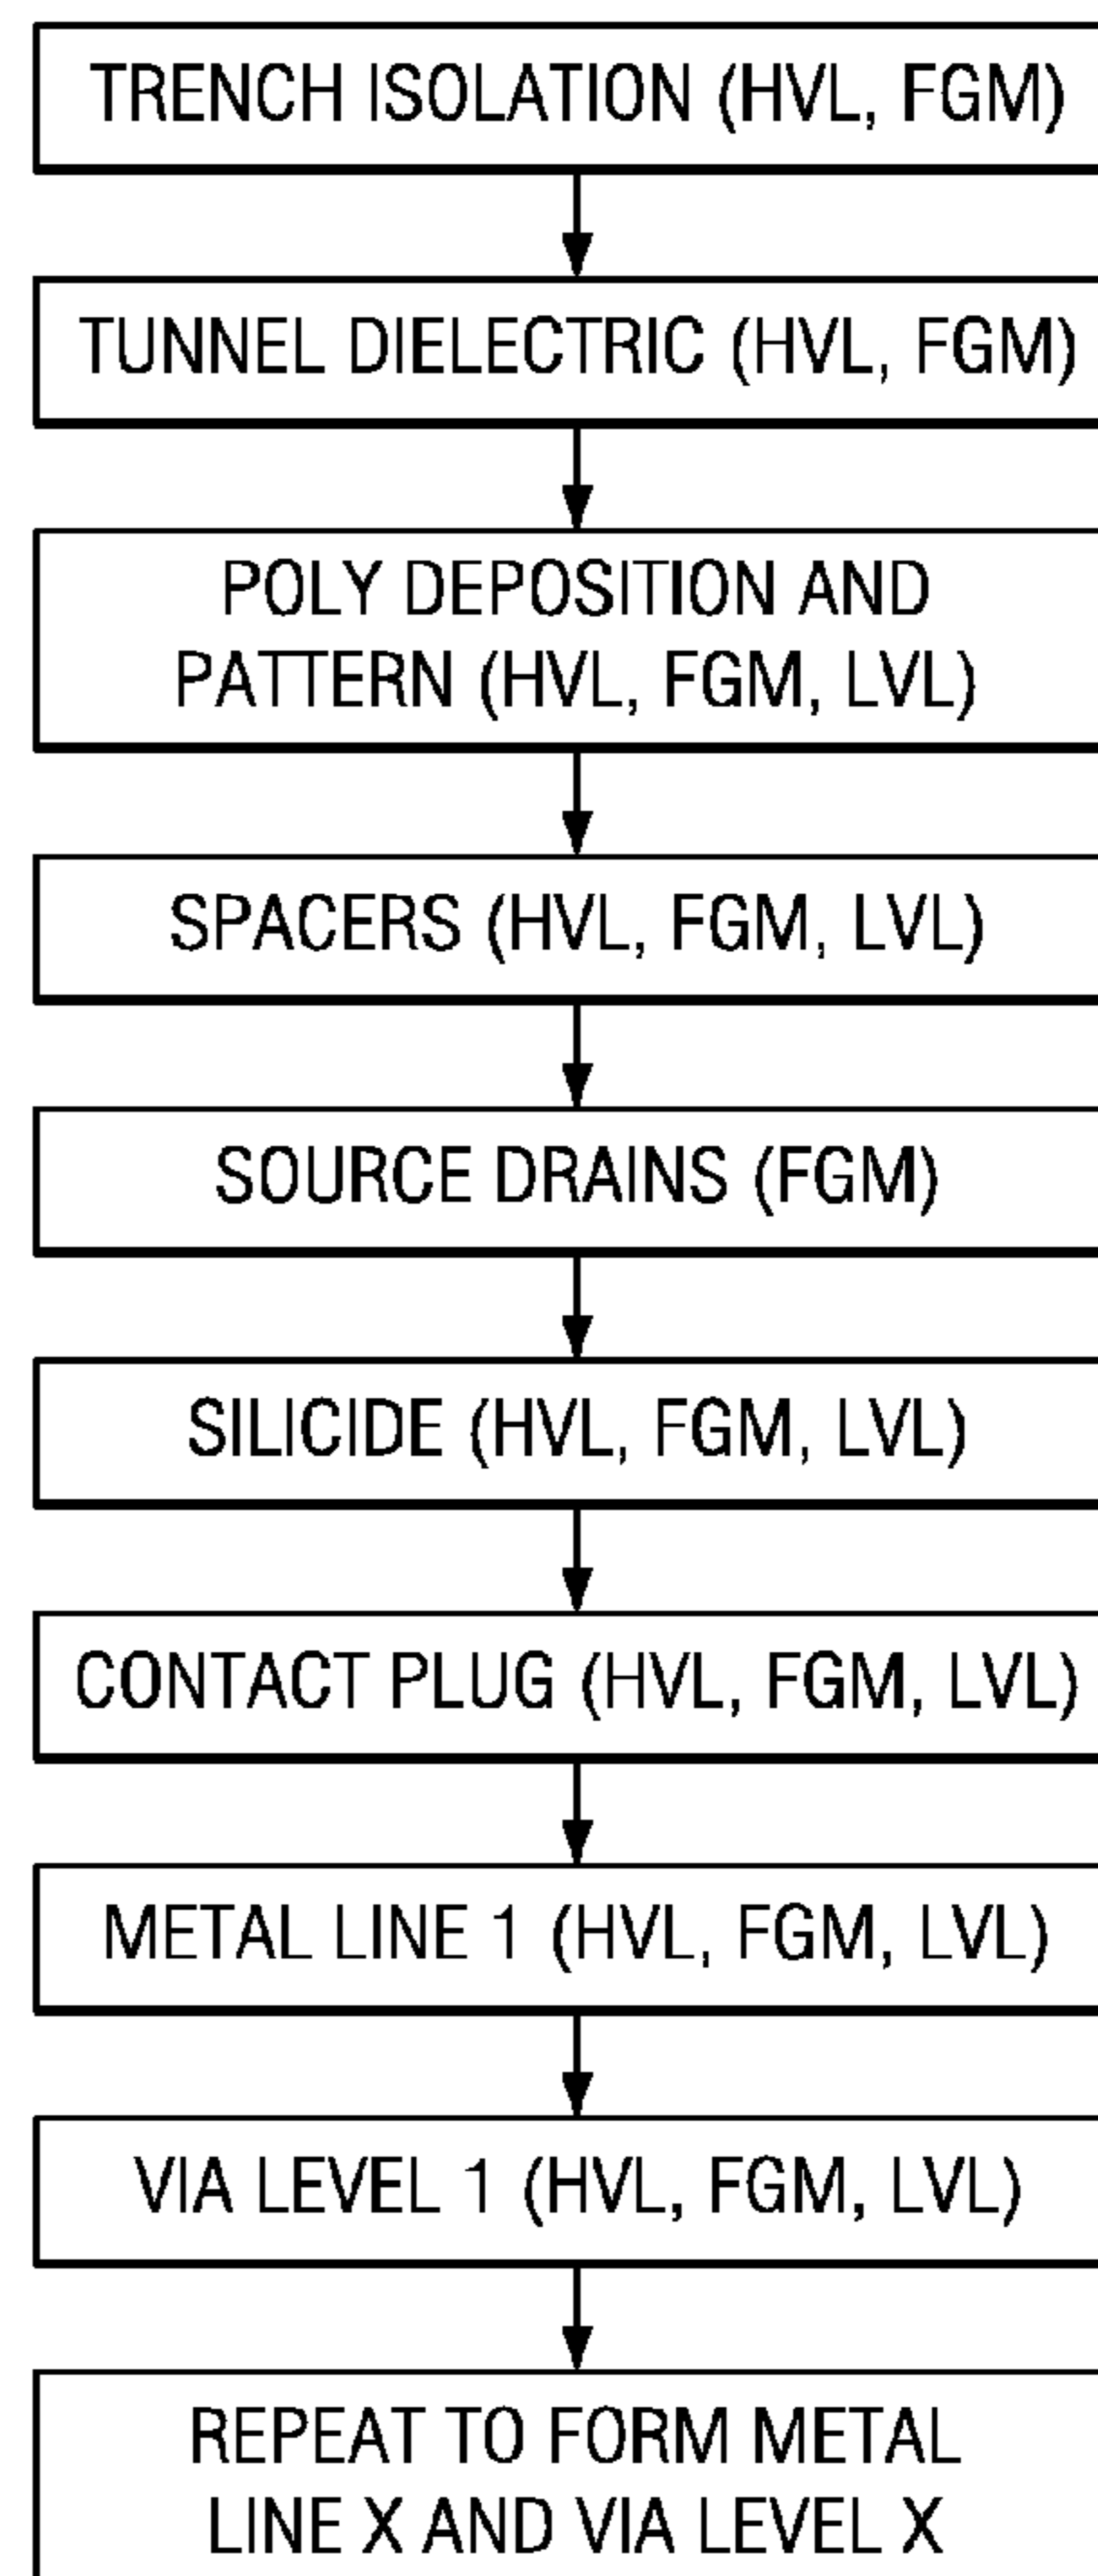 TRENCH ISOLATION (HVL, FGM)
TUNNEL DIELECTRIC (HVL, FGM)
POLY DEPOSITION AND
PATTERN (HVL, FGM, LVL)
SPACERS (HVL, FGM, LVL)
SOURCE DRAINS (FGM)
SILICIDE (HVL, FGM, LVL)
CONTACT PLUG (HVL, FGM, LVL)
METAL LINE 1 (HVL, FGM, LVL)
VIA LEVEL 1 (HVL, FGM, LVL)
REPEAT TO FORM METAL
LINE X AND VIA LEVEL X